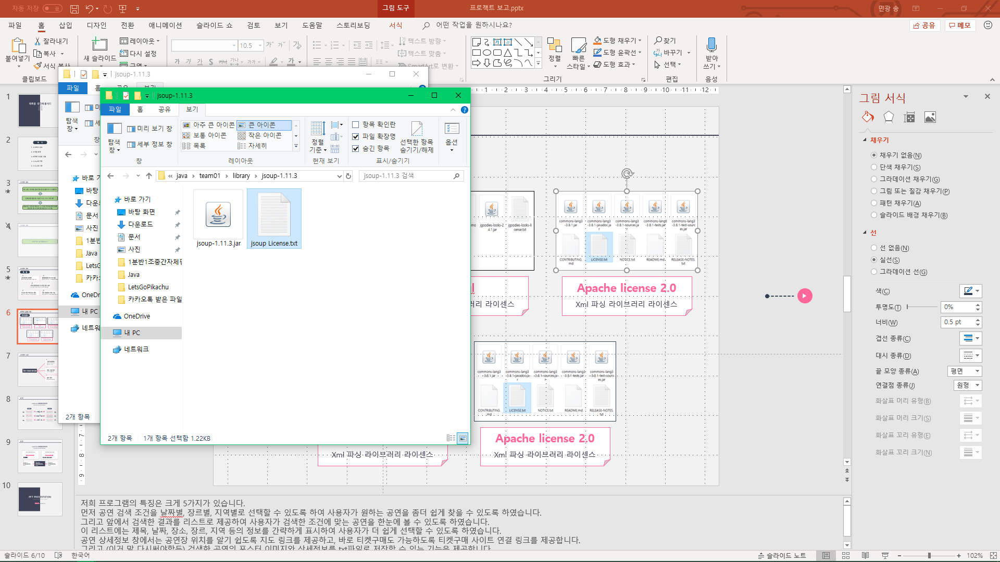 자동 저장
끔
그림 도구
프로젝트 보고.pptx
민광 송
파일
홈
삽입
디자인
전환
애니메이션
슬라이드 쇼
검토
보기
도움말
스토리보딩
서식
어떤 작업을 원하시나요?
공유
메모
붙여넣기
잘라내기
복사
서식 복사
클립보드
새 슬라이드
레이아웃
다시 설정
구역
10.5
텍스트 방향
텍스트 맞춤
SmartArt로 변환
정렬
빠른
스타일
도형 채우기
도형 윤곽선
도형 효과
그리기
찾기
바꾸기
선택
편집
받아
쓰기
음성
jsoup-1.11.3
파일
홈
공유
보기
탐색
창
바로 가
바탕
다운
문서
사진
1분반
Java
LetsG
카카오
OneDr
내 PC
네트워
2개 항목
jsoup-1.11.3
파일
홈
공유
보기
탐색
창
미리 보기 창
세부 정보 창
창
아주 큰 아이콘
큰 아이콘
보통 아이콘
작은 아이콘
목록
자세히
레이아웃
정렬
기준
현재 보기
항목 확인란
파일 확장명
숨긴 항목
선택한 항목
숨기기/해제
표시/숨기기
옵션
« java › team01 › library › jsoup-1.11.3
jsoup-1.11.3 검색
바로 가기
바탕 화면
다운로드
문서
사진
1분반1조중간자체평
Java
LetsGoPikachu
카카오톡 받은 파일
OneDrive
내 PC
네트워크
jsoup-1.11.3.jar
jsoup License.txt
2개 항목
1개 항목 선택함 1.22KB
1 2 3 4 5 6 7 8 9 10 11 12
jgoodies-looks-2.4.1.jar
jgoodies-looks-license.txt
commons-lang3-3.8.1.jar
commons-lang3-3.8.1-javadoc.jar
commons-lang3-3.8.1-sources.jar
commons-lang3-3.8.1-tests.jar
commons-lang3-3.8.1-test-sources.jar
CONTRIBUTING.md
LICENSE.txt
NOTICE.txt
README.md
RELEASE-NOTES.txt
러리 라이센스
Apache license 2.0
Xml 파싱 라이브러리 라이센스
commons-lang3-3.8.1.jar
commons-lang3-3.8.1-javadoc.jar
commons-lang3-3.8.1-sources.jar
commons-lang3-3.8.1-tests.jar
commons-lang3-3.8.1-test-sources.jar
CONTRIBUTING.md
LICENSE.txt
NOTICE.txt
README.md
RELEASE-NOTES.txt
Xml 파싱 라이브러리 라이센스
Apache license 2.0
Xml 파싱 라이브러리 라이센스
1
2
3
4
5
6
7
8
9
10
PPT PRESENTATION
7
8
9
그림 서식
채우기
채우기 없음(N)
단색 채우기(S)
그라데이션 채우기(G)
그림 또는 질감 채우기(P)
패턴 채우기(A)
슬라이드 배경 채우기(B)
선
선 없음(N)
실선(S)
그라데이션 선(G)
색(C)
투명도(T)
0%
너비(W)
0.5 pt
겹선 종류(C)
대시 종류(D)
끝 모양 종류(A)
평면
연결점 종류(J)
원형
화살표 머리 유형(B)
화살표 머리 크기(S)
화살표 꼬리 유형(E)
화살표 꼬리 크기(N)
저희 프로그램의 특징은 크게 5가지가 있습니다.
먼저 공연 검색 조건을 날짜별, 장르별, 지역별로 선택할 수 있도록 하여 사용자가 원하는 공연을 좀더 쉽게 찾을 수 있도록 하였습니다.
그리고 앞에서 검색한 결과를 리스트로 제공하여 사용자가 검색한 조건에 맞는 공연을 한눈에 볼 수 있도록 하였습니다.
이 리스트에는 제목, 날짜, 장소, 장르, 지역 등의 정보를 간략하게 표시하여 사용자가 더 쉽게 선택할 수 있도록 하였습니다.
공연 상세정보 창에서는 공연장 위치를 알기 쉽도록 지도 링크를 제공하고, 바로 티켓구매도 가능하도록 티켓구매 사이트 연결 링크를 제공합니다.
그리고 (이거 말 다시써야할듯) 검색한 공연의 포스터 이미지와 상세정보를 txt파일로 저장할 수 있는 기능을 제공합니다.
슬라이드 6/10
한국어
슬라이드 노트
102%